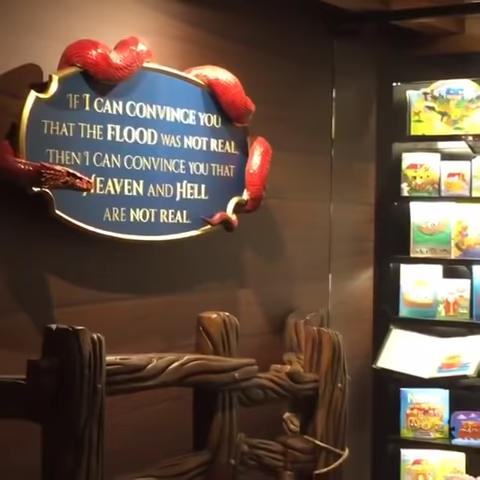 IF I CAN CONVINCE YOU
THAT THE FLOOD WAS NOT REAL,
THEN I CAN CONVINCE YOU THAT
HEAVEN AND HELL
ARE NOT REAL.